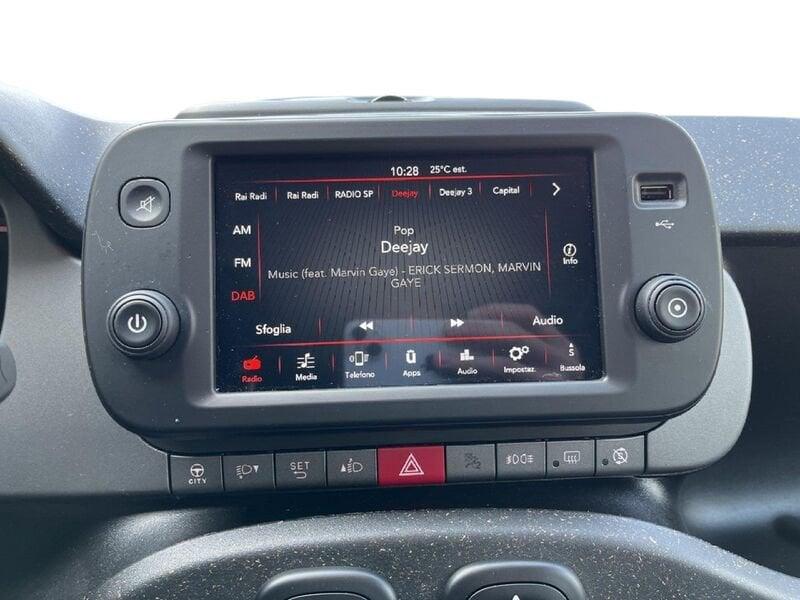 10:28 25°C est.
Rai Radi Rai Radi RADIO SP Deejay Deejay 3 Capital
AM
Pop
Deejay
Info
FM
Music (feat. Marvin Gaye) - ERICK SERMON, MARVIN
GAYE
DAB
Sfoglia Audio
S
Radio Media Telefono Apps Audio Impostaz. Bussola
CITY SET